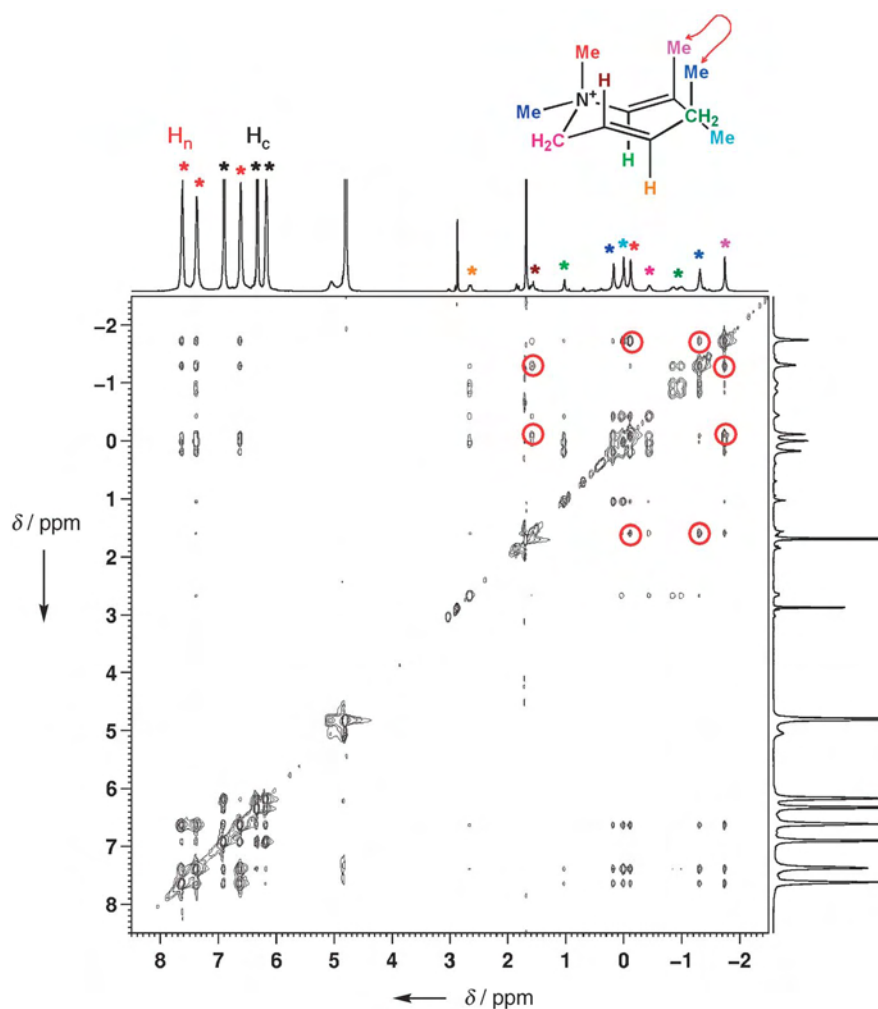 Me
Me
Me
H
N+
Me
CH2
H2C
Me
H
H
Hn
Hc
* * * * * *
* * * * * * * * * *
−2
−1
0
1
2
3
4
5
6
7
8
δ / ppm
8 7 6 5 4 3 2 1 0 −1 −2
δ / ppm